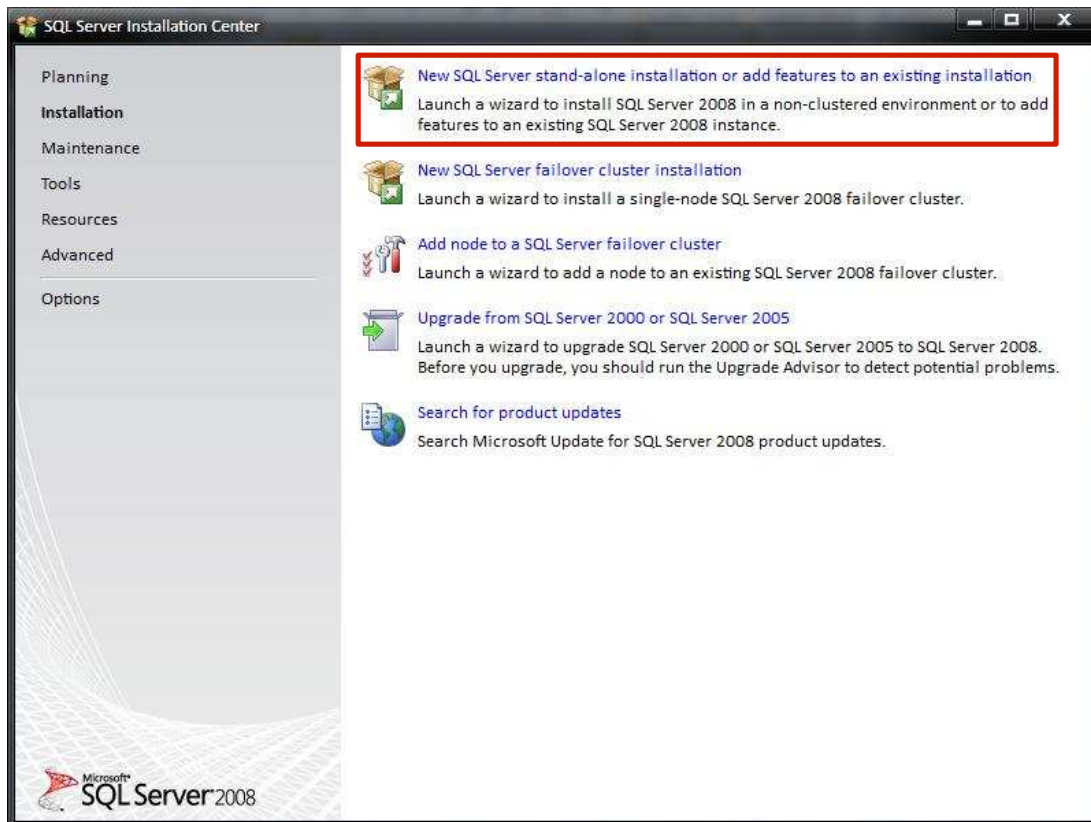 SQL Server Installation Center
Planning
Installation
Maintenance
Tools
Resources
Advanced
Options
New SQL Server stand-alone installation or add features to an existing installation
Launch a wizard to install SQL Server 2008 in a non-clustered environment or to add
features to an existing SQL Server 2008 instance.
New SQL Server failover cluster installation
Launch a wizard to install a single-node SQL Server 2008 failover cluster.
Add node to a SQL Server failover cluster
Launch a wizard to add a node to an existing SQL Server 2008 failover cluster.
Upgrade from SQL Server 2000 or SQL Server 2005
Launch a wizard to upgrade SQL Server 2000 or SQL Server 2005 to SQL Server 2008.
Before you upgrade, you should run the Upgrade Advisor to detect potential problems.
Search for product updates
Search Microsoft Update for SQL Server 2008 product updates.
Microsoft®
SQL Server 2008